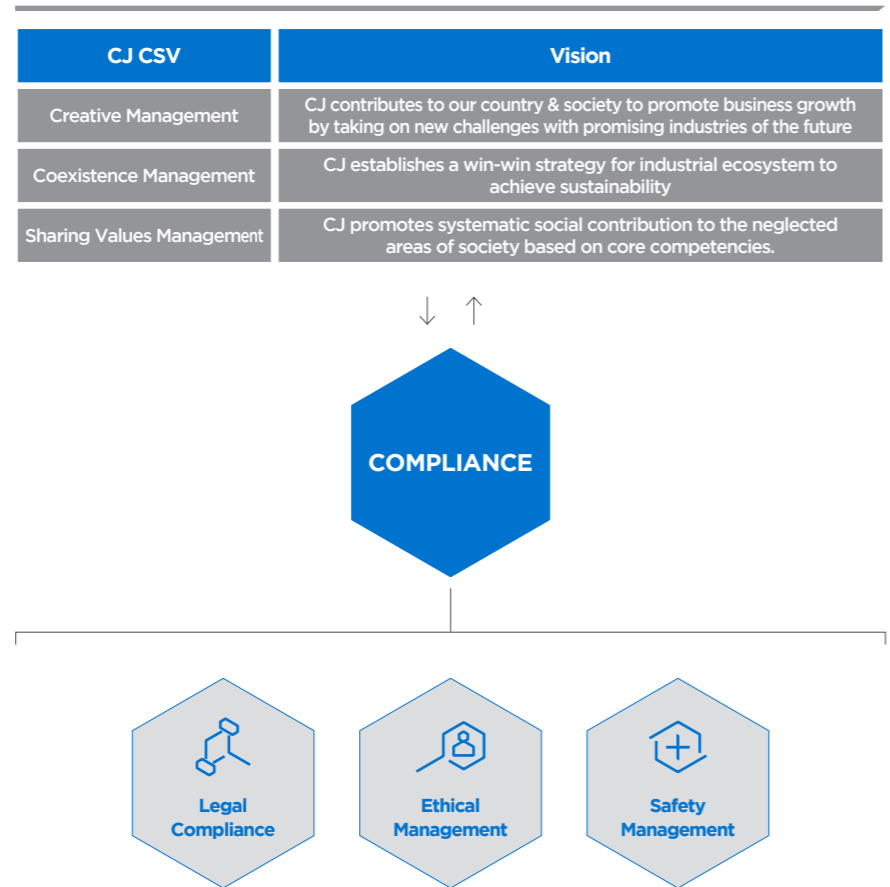 CJ CSV
Vision
Creative Management
CJ contributes to our country & society to promote business growth
by taking on new challenges with promising industries of the future
Coexistence Management
CJ establishes a win-win strategy for industrial ecosystem to
achieve sustainability
Sharing Values Management
CJ promotes systematic social contribution to the neglected
areas of society based on core competencies.
COMPLIANCE
Legal
Compliance
Ethical
Management
Safety
Management